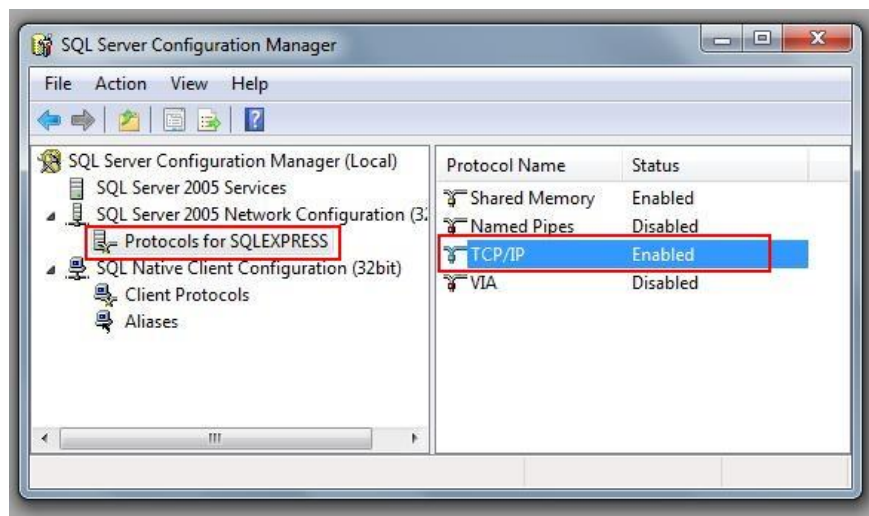 SQL Server Configuration Manager
File Action View Help
SQL Server Configuration Manager (Local)
SQL Server 2005 Services
SQL Server 2005 Network Configuration (32
Protocols for SQLEXPRESS
SQL Native Client Configuration (32bit)
Client Protocols
Aliases
Protocol Name Status
Shared Memory Enabled
Named Pipes Disabled
TCP/IP Enabled
VIA Disabled